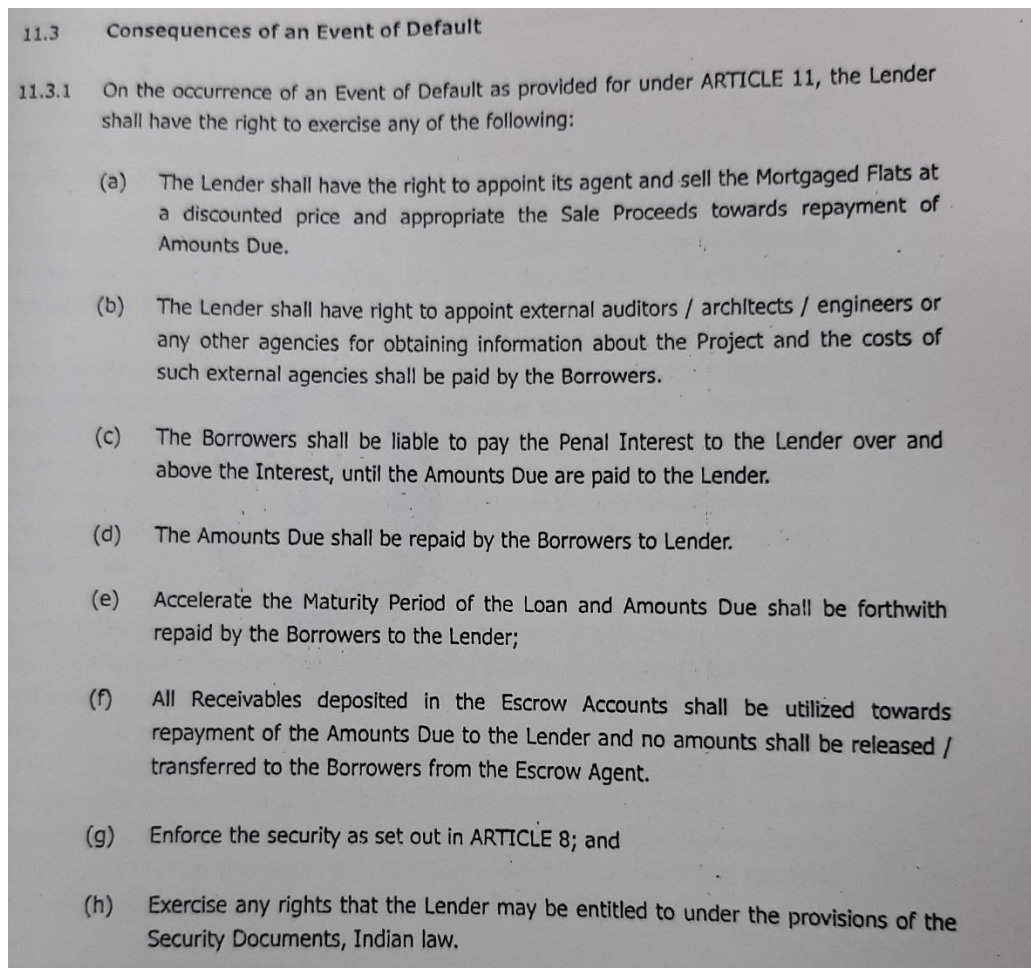 11.3 Consequences of an Event of Default
11.3.1 On the occurrence of an Event of Default as provided for under ARTICLE 11, the Lender
shall have the right to exercise any of the following:
(a) The Lender shall have the right to appoint its agent and sell the Mortgaged Flats at
a discounted price and appropriate the Sale Proceeds towards repayment of
Amounts Due.
(b) The Lender shall have right to appoint external auditors / architects / engineers or
any other agencies for obtaining information about the Project and the costs of
such external agencies shall be paid by the Borrowers.
(c) The Borrowers shall be liable to pay the Penal Interest to the Lender over and
above the Interest, until the Amounts Due are paid to the Lender.
(d) The Amounts Due shall be repaid by the Borrowers to Lender.
(e) Accelerate the Maturity Period of the Loan and Amounts Due shall be forthwith
repaid by the Borrowers to the Lender;
(f) All Receivables deposited in the Escrow Accounts shall be utilized towards
repayment of the Amounts Due to the Lender and no amounts shall be released /
transferred to the Borrowers from the Escrow Agent.
(g) Enforce the security as set out in ARTICLE 8; and
(h) Exercise any rights that the Lender may be entitled to under the provisions of the
Security Documents, Indian law.